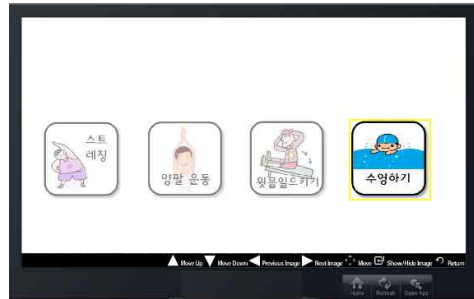 스트
레칭
양팔 운동
윗몸일으키기
수영하기
Move Up Move Down Previous Image Next Image Move Show/Hide Image Return
Home Refresh Open App